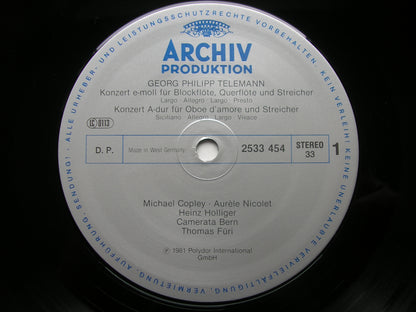 ALLE URHEBER- UND LEISTUNGSSCHUTZRECHTE VORBEHALTEN · KEIN VERLEIH! KEINE UNERLAUBTE VERVIELFÄLTIGUNG, VERMIETUNG, AUFFÜHRUNG, SENDUNG! ·
ARCHIV
PRODUKTION
GEORG PHILIPP TELEMANN
Konzert e-moll für Blockflöte, Querflöte und Streicher
Largo · Allegro · Largo · Presto
Konzert A-dur für Oboe d'amore und Streicher
Siciliano · Allegro · Largo · Vivace
LC 0113
D. P.
Made in West Germany
2533 454
STEREO
33
1
Michael Copley · Aurèle Nicolet
Heinz Holliger
Camerata Bern
Thomas Füri
℗ 1981 Polydor International
GmbH